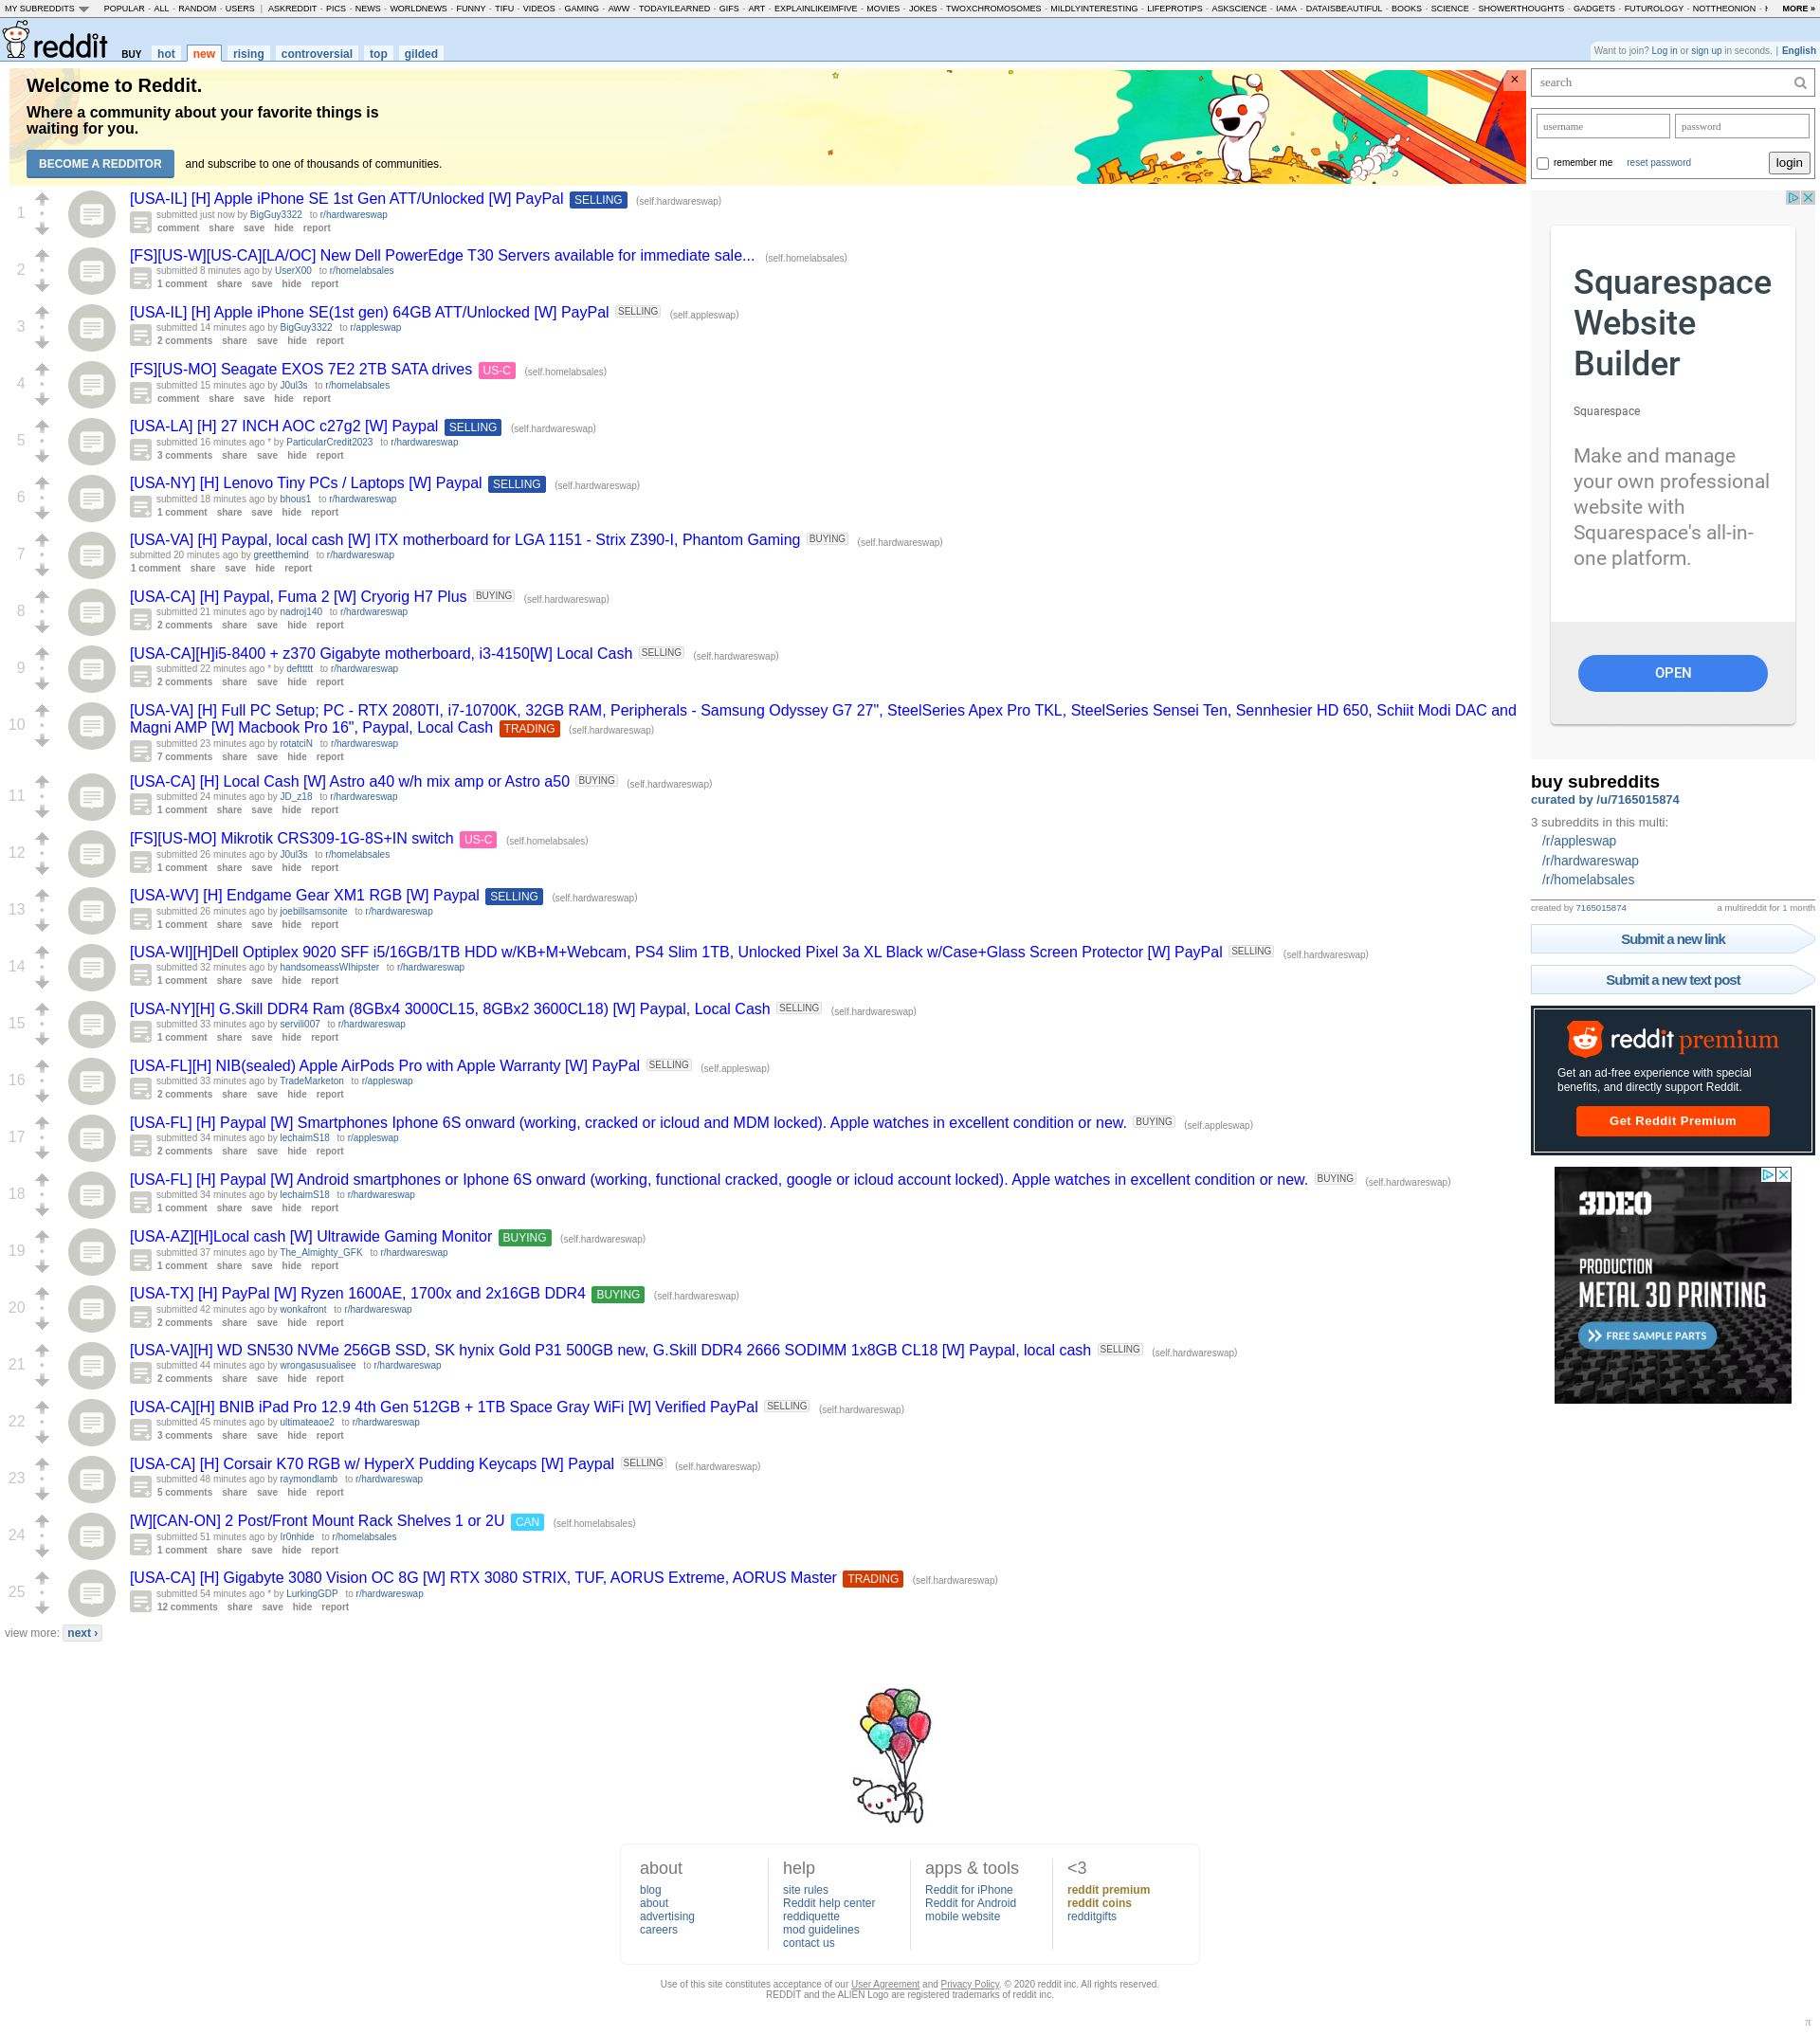 MY SUBREDDITS POPULAR - ALL - RANDOM - USERS | ASKREDDIT - PICS - NEWS - WORLDNEWS - FUNNY - TIFU - VIDEOS - GAMING - AWW - TODAYILEARNED - GIFS - ART - EXPLAINLIKEIMFIVE - MOVIES - JOKES - TWOXCHROMOSOMES - MILDLYINTERESTING - LIFEPROTIPS - ASKSCIENCE - IAMA - DATAISBEAUTIFUL - BOOKS - SCIENCE - SHOWERTHOUGHTS - GADGETS - FUTUROLOGY - NOTTHEONION - MORE »
reddit BUY hot new rising controversial top gilded
Want to join? Log in or sign up in seconds. | English
Welcome to Reddit.
Where a community about your favorite things is
waiting for you.
BECOME A REDDITOR and subscribe to one of thousands of communities.
×
1
[USA-IL] [H] Apple iPhone SE 1st Gen ATT/Unlocked [W] PayPal SELLING (self.hardwareswap)
submitted just now by BigGuy3322 to r/hardwareswap
comment share save hide report
2
[FS][US-W][US-CA][LA/OC] New Dell PowerEdge T30 Servers available for immediate sale... (self.homelabsales)
submitted 8 minutes ago by UserX00 to r/homelabsales
1 comment share save hide report
3
[USA-IL] [H] Apple iPhone SE(1st gen) 64GB ATT/Unlocked [W] PayPal SELLING (self.appleswap)
submitted 14 minutes ago by BigGuy3322 to r/appleswap
2 comments share save hide report
4
[FS][US-MO] Seagate EXOS 7E2 2TB SATA drives US-C (self.homelabsales)
submitted 15 minutes ago by J0ul3s to r/homelabsales
comment share save hide report
5
[USA-LA] [H] 27 INCH AOC c27g2 [W] Paypal SELLING (self.hardwareswap)
submitted 16 minutes ago * by ParticularCredit2023 to r/hardwareswap
3 comments share save hide report
6
[USA-NY] [H] Lenovo Tiny PCs / Laptops [W] Paypal SELLING (self.hardwareswap)
submitted 18 minutes ago by bhous1 to r/hardwareswap
1 comment share save hide report
7
[USA-VA] [H] Paypal, local cash [W] ITX motherboard for LGA 1151 - Strix Z390-I, Phantom Gaming BUYING (self.hardwareswap)
submitted 20 minutes ago by greetthemind to r/hardwareswap
1 comment share save hide report
8
[USA-CA] [H] Paypal, Fuma 2 [W] Cryorig H7 Plus BUYING (self.hardwareswap)
submitted 21 minutes ago by nadroj140 to r/hardwareswap
2 comments share save hide report
9
[USA-CA][H]i5-8400 + z370 Gigabyte motherboard, i3-4150[W] Local Cash SELLING (self.hardwareswap)
submitted 22 minutes ago * by defttttt to r/hardwareswap
2 comments share save hide report
10
[USA-VA] [H] Full PC Setup; PC - RTX 2080TI, i7-10700K, 32GB RAM, Peripherals - Samsung Odyssey G7 27", SteelSeries Apex Pro TKL, SteelSeries Sensei Ten, Sennhesier HD 650, Schiit Modi DAC and
Magni AMP [W] Macbook Pro 16", Paypal, Local Cash TRADING (self.hardwareswap)
submitted 23 minutes ago by rotatciN to r/hardwareswap
7 comments share save hide report
11
[USA-CA] [H] Local Cash [W] Astro a40 w/h mix amp or Astro a50 BUYING (self.hardwareswap)
submitted 24 minutes ago by JD_z18 to r/hardwareswap
1 comment share save hide report
12
[FS][US-MO] Mikrotik CRS309-1G-8S+IN switch US-C (self.homelabsales)
submitted 26 minutes ago by J0ul3s to r/homelabsales
1 comment share save hide report
13
[USA-WV] [H] Endgame Gear XM1 RGB [W] Paypal SELLING (self.hardwareswap)
submitted 26 minutes ago by joebillsamsonite to r/hardwareswap
1 comment share save hide report
14
[USA-WI][H]Dell Optiplex 9020 SFF i5/16GB/1TB HDD w/KB+M+Webcam, PS4 Slim 1TB, Unlocked Pixel 3a XL Black w/Case+Glass Screen Protector [W] PayPal SELLING (self.hardwareswap)
submitted 32 minutes ago by handsomeassWIhipster to r/hardwareswap
1 comment share save hide report
15
[USA-NY][H] G.Skill DDR4 Ram (8GBx4 3000CL15, 8GBx2 3600CL18) [W] Paypal, Local Cash SELLING (self.hardwareswap)
submitted 33 minutes ago by servili007 to r/hardwareswap
1 comment share save hide report
16
[USA-FL][H] NIB(sealed) Apple AirPods Pro with Apple Warranty [W] PayPal SELLING (self.appleswap)
submitted 33 minutes ago by TradeMarketon to r/appleswap
2 comments share save hide report
17
[USA-FL] [H] Paypal [W] Smartphones Iphone 6S onward (working, cracked or icloud and MDM locked). Apple watches in excellent condition or new. BUYING (self.appleswap)
submitted 34 minutes ago by lechaimS18 to r/appleswap
2 comments share save hide report
18
[USA-FL] [H] Paypal [W] Android smartphones or Iphone 6S onward (working, functional cracked, google or icloud account locked). Apple watches in excellent condition or new. BUYING (self.hardwareswap)
submitted 34 minutes ago by lechaimS18 to r/hardwareswap
1 comment share save hide report
19
[USA-AZ][H]Local cash [W] Ultrawide Gaming Monitor BUYING (self.hardwareswap)
submitted 37 minutes ago by The_Almighty_GFK to r/hardwareswap
1 comment share save hide report
20
[USA-TX] [H] PayPal [W] Ryzen 1600AE, 1700x and 2x16GB DDR4 BUYING (self.hardwareswap)
submitted 42 minutes ago by wonkafront to r/hardwareswap
2 comments share save hide report
21
[USA-VA][H] WD SN530 NVMe 256GB SSD, SK hynix Gold P31 500GB new, G.Skill DDR4 2666 SODIMM 1x8GB CL18 [W] Paypal, local cash SELLING (self.hardwareswap)
submitted 44 minutes ago by wrongasusualisee to r/hardwareswap
2 comments share save hide report
22
[USA-CA][H] BNIB iPad Pro 12.9 4th Gen 512GB + 1TB Space Gray WiFi [W] Verified PayPal SELLING (self.hardwareswap)
submitted 45 minutes ago by ultimateaoe2 to r/hardwareswap
3 comments share save hide report
23
[USA-CA] [H] Corsair K70 RGB w/ HyperX Pudding Keycaps [W] Paypal SELLING (self.hardwareswap)
submitted 48 minutes ago by raymondlamb to r/hardwareswap
5 comments share save hide report
24
[W][CAN-ON] 2 Post/Front Mount Rack Shelves 1 or 2U CAN (self.homelabsales)
submitted 51 minutes ago by Ir0nhide to r/homelabsales
1 comment share save hide report
25
[USA-CA] [H] Gigabyte 3080 Vision OC 8G [W] RTX 3080 STRIX, TUF, AORUS Extreme, AORUS Master TRADING (self.hardwareswap)
submitted 54 minutes ago * by LurkingGDP to r/hardwareswap
12 comments share save hide report
view more: next ›
search
username password
remember me reset password login
Squarespace
Website
Builder
Squarespace
Make and manage
your own professional
website with
Squarespace's all-in-
one platform.
OPEN
buy subreddits
curated by /u/7165015874
3 subreddits in this multi:
/r/appleswap
/r/hardwareswap
/r/homelabsales
created by 7165015874 a multireddit for 1 month
Submit a new link
Submit a new text post
reddit premium
Get an ad-free experience with special
benefits, and directly support Reddit.
Get Reddit Premium
3DEO
PRODUCTION
METAL 3D PRINTING
FREE SAMPLE PARTS
about
blog
about
advertising
careers
help
site rules
Reddit help center
reddiquette
mod guidelines
contact us
apps & tools
Reddit for iPhone
Reddit for Android
mobile website
<3
reddit premium
reddit coins
redditgifts
Use of this site constitutes acceptance of our User Agreement and Privacy Policy. © 2020 reddit inc. All rights reserved.
REDDIT and the ALIEN Logo are registered trademarks of reddit inc.
π